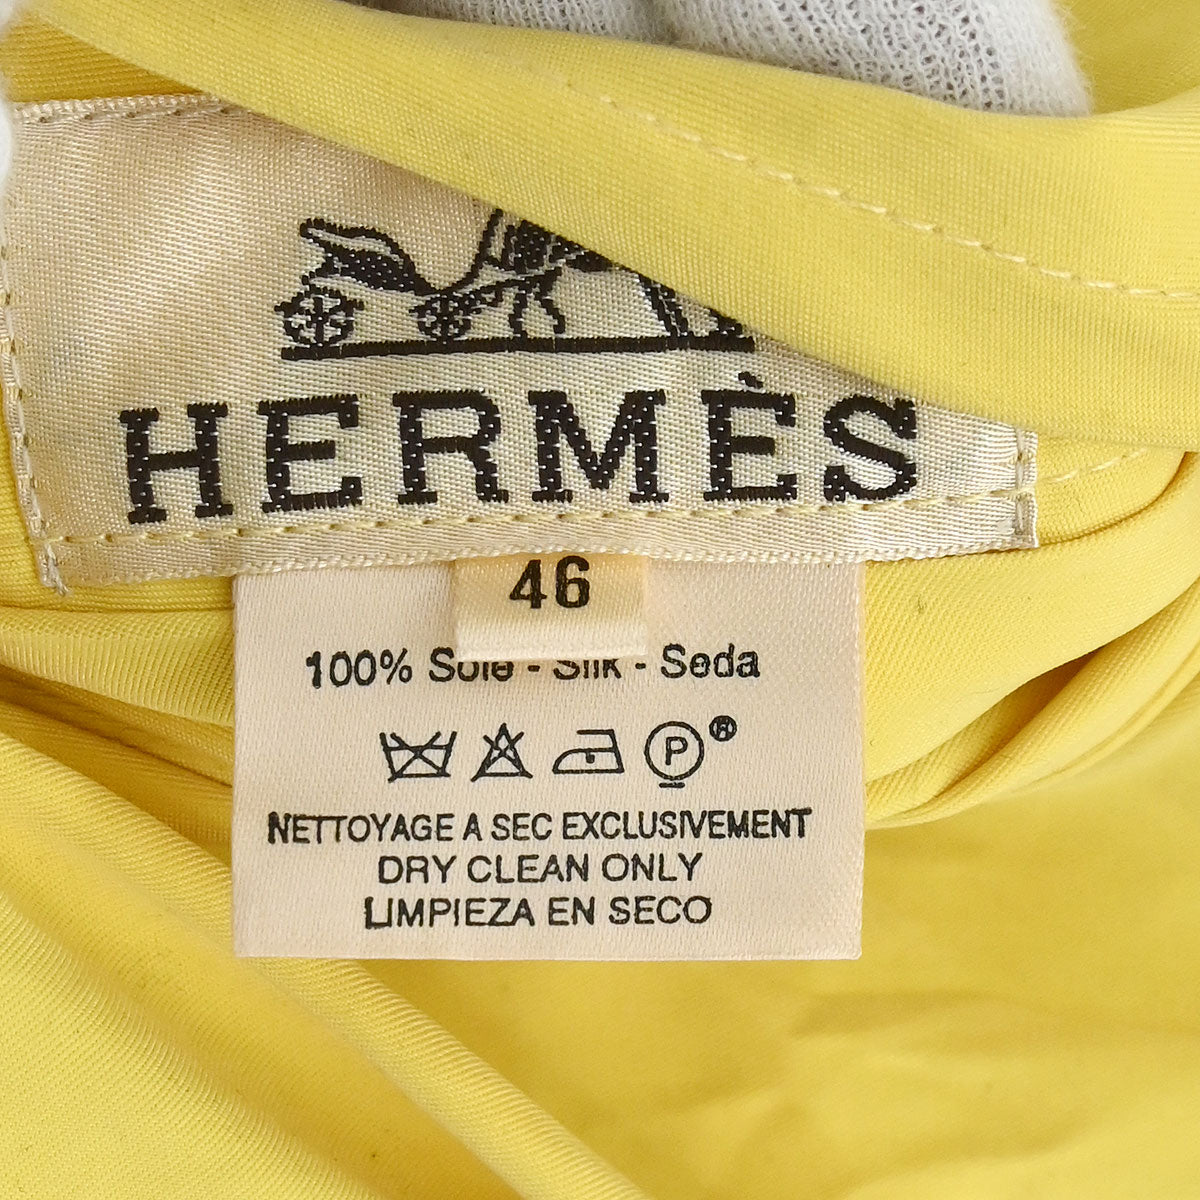 HERMÈS
46
100% Soie - Silk - Seda
P ®
NETTOYAGE A SEC EXCLUSIVEMENT
DRY CLEAN ONLY
LIMPIEZA EN SECO